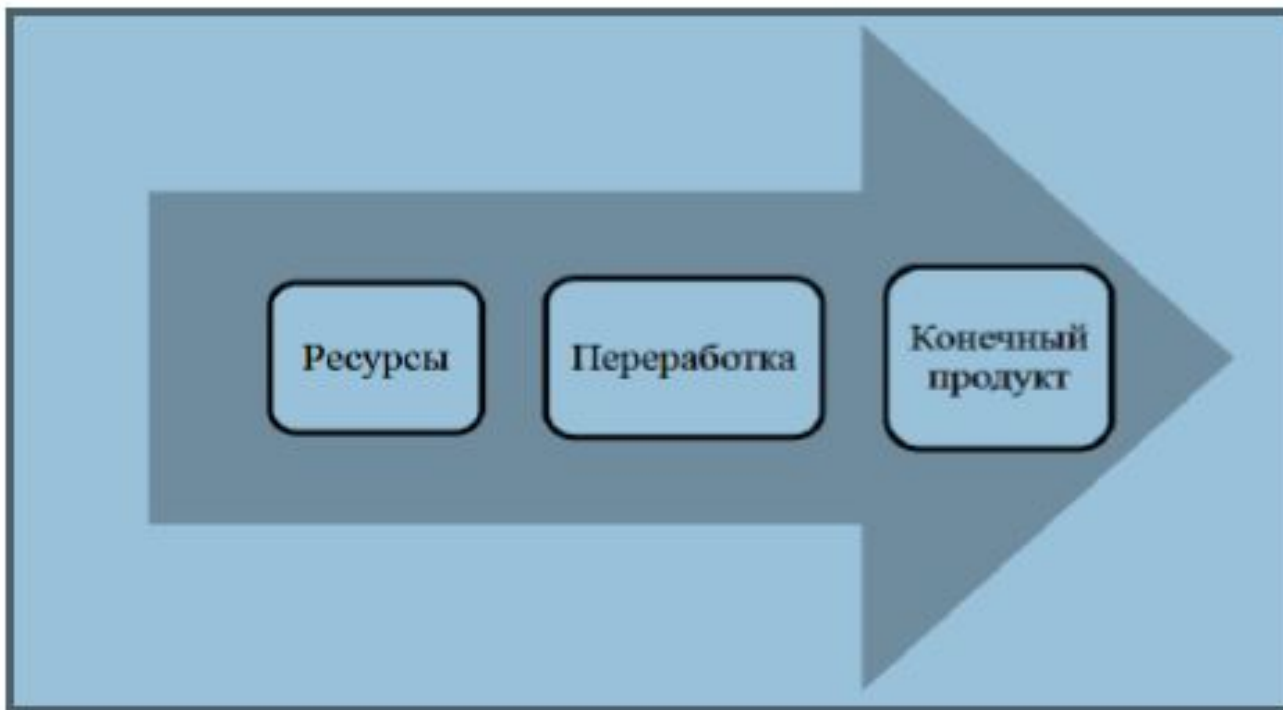 Ресурсы
Переработка
Конечный
продукт